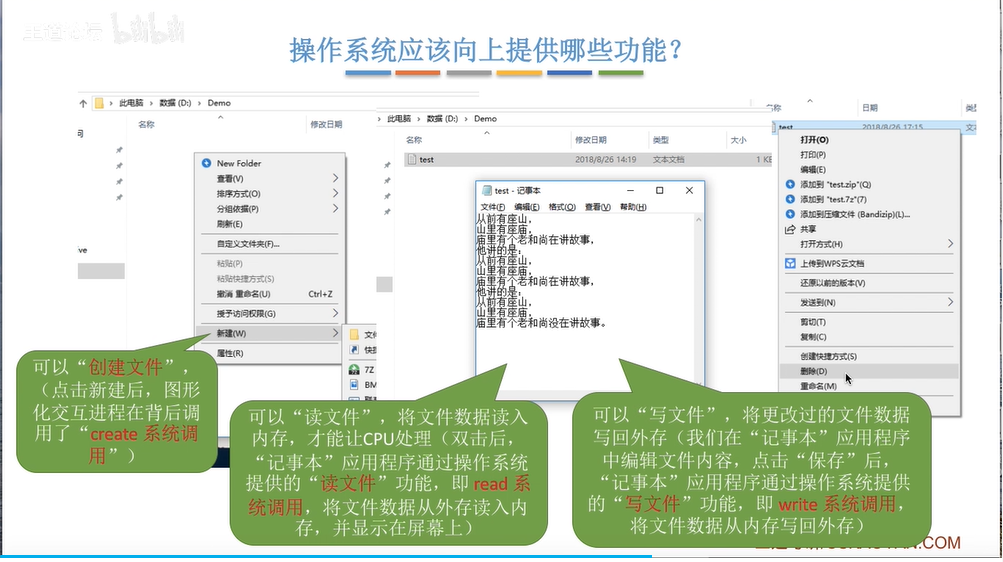 bilibili
操作系统应该向上提供哪些功能？
此电脑 › 数据 (D:) › Demo
名称
修改日期
New Folder
查看(V)
排序方式(O)
分组依据(P)
刷新(E)
自定义文件夹(F)...
粘贴(P)
粘贴快捷方式(S)
撤消 重命名(U) Ctrl+Z
授予访问权限(G)
新建(W)
属性(R)
7Z
BM
ve
此电脑 › 数据 (D:) › Demo
名称 修改日期 类型 大小
test 2018/8/26 14:19 文本文档 1 KB
test - 记事本
文件(F) 编辑(E) 格式(O) 查看(V) 帮助(H)
从前有座山，
山里有座庙，
庙里有个老和尚在讲故事，
他讲的是：
从前有座山，
山里有座庙，
庙里有个老和尚在讲故事，
他讲的是：
从前有座山，
山里有座庙，
庙里有个老和尚没在讲故事。
名称 日期
test 2018/8/26 17:15
打开(O)
打印(P)
编辑(E)
添加到 "test.zip"(Q)
添加到 "test.7z"(7)
添加到压缩文件 (Bandizip)(L)...
共享
打开方式(H)
上传到WPS云文档
还原以前的版本(V)
发送到(N)
剪切(T)
复制(C)
创建快捷方式(S)
删除(D)
重命名(M)
可以“创建文件”，
（点击新建后，图形
化交互进程在背后调
用了“create 系统调
用”）
可以“读文件”，将文件数据读入
内存，才能让CPU处理（双击后，
“记事本”应用程序通过操作系统
提供的“读文件”功能，即 read 系
统调用，将文件数据从外存读入内
存，并显示在屏幕上）
可以“写文件”，将更改过的文件数据
写回外存（我们在“记事本”应用程序
中编辑文件内容，点击“保存”后，
“记事本”应用程序通过操作系统提供
的“写文件”功能，即 write 系统调用，
将文件数据从内存写回外存）